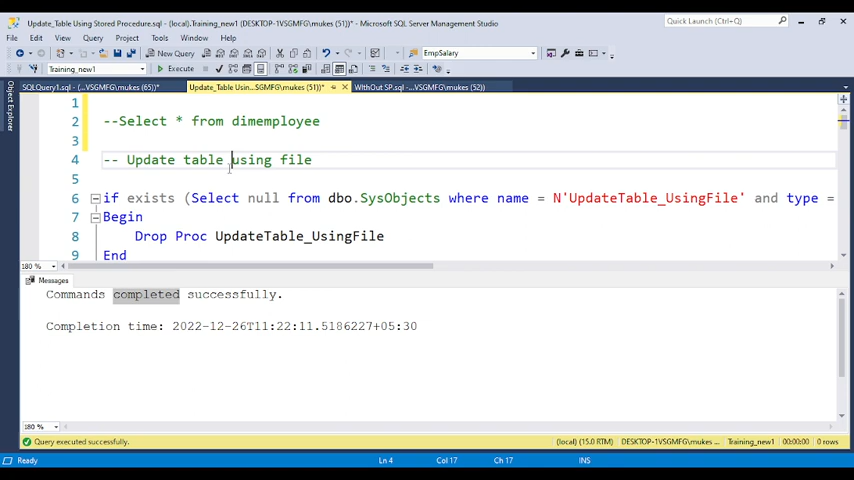 Update_Table Using Stored Procedure.sql - (local).Training_new1 (DESKTOP-1VSGMFG\mukes (51))* - Microsoft SQL Server Management Studio
Quick Launch (Ctrl+Q)
File Edit View Query Project Tools Window Help
New Query
EmpSalary
Training_new1
Execute
SQLQuery1.sql - (...VSGMFG\mukes (65))*
Update_Table Usin...SGMFG\mukes (51))*
WIthOut SP.sql -...VSGMFG\mukes (52))
Object Explorer
1
2 --Select * from dimemployee
3
4 -- Update table using file
5
6 if exists (Select null from dbo.SysObjects where name = N'UpdateTable_UsingFile' and type =
7 Begin
8 Drop Proc UpdateTable_UsingFile
9 End
180 %
Messages
Commands completed successfully.
Completion time: 2022-12-26T11:22:11.5186227+05:30
180 %
Query executed successfully.
(local) (15.0 RTM)
DESKTOP-1VSGMFG\mukes ...
Training_new1
00:00:00
0 rows
Ready
Ln 4
Col 17
Ch 17
INS